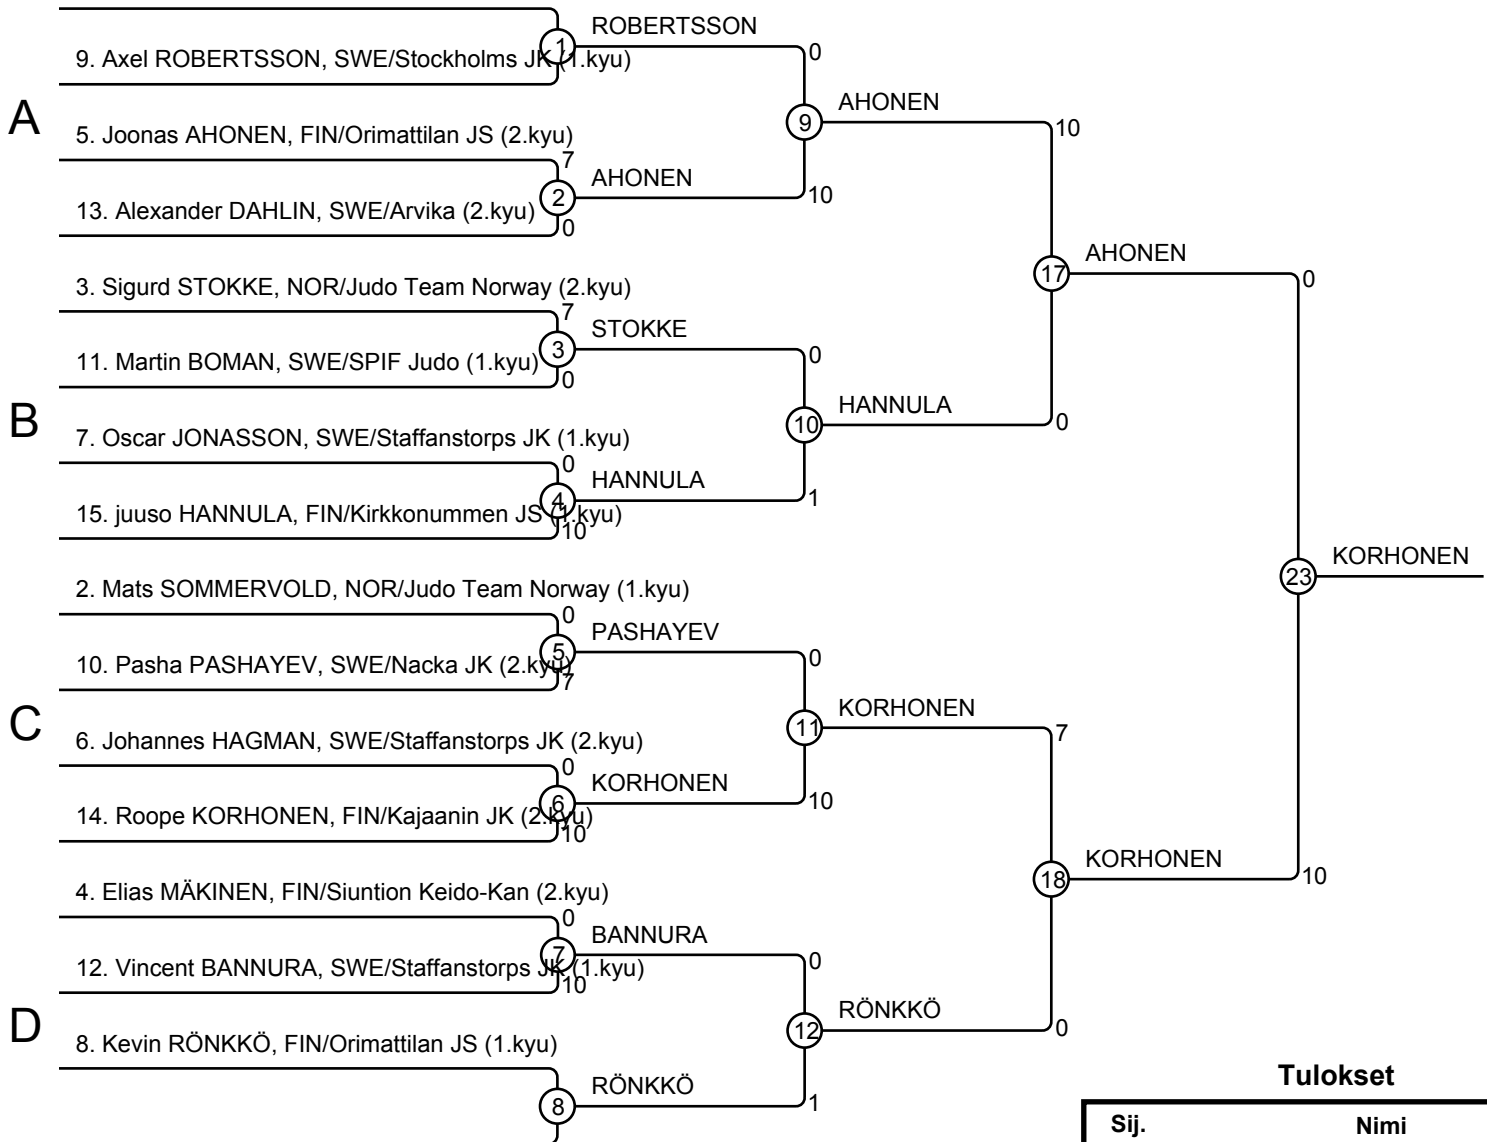 ROBERTSSON
1
0
9. Axel ROBERTSSON, SWE/Stockholms JK (1.kyu)
AHONEN
A
9
10
5. Joonas AHONEN, FIN/Orimattilan JS (2.kyu)
7
AHONEN
2
10
13. Alexander DAHLIN, SWE/Arvika (2.kyu)
0
AHONEN
17
0
3. Sigurd STOKKE, NOR/Judo Team Norway (2.kyu)
7
STOKKE
3
0
11. Martin BOMAN, SWE/SPIF Judo (1.kyu)
0
HANNULA
B
10
0
7. Oscar JONASSON, SWE/Staffanstorps JK (1.kyu)
0
HANNULA
4
1
15. juuso HANNULA, FIN/Kirkkonummen JS (1.kyu)
10
KORHONEN
23
2. Mats SOMMERVOLD, NOR/Judo Team Norway (1.kyu)
0
PASHAYEV
5
0
10. Pasha PASHAYEV, SWE/Nacka JK (2.kyu)
7
KORHONEN
C
11
7
6. Johannes HAGMAN, SWE/Staffanstorps JK (2.kyu)
0
KORHONEN
6
10
14. Roope KORHONEN, FIN/Kajaanin JK (2.kyu)
10
KORHONEN
18
10
4. Elias MÄKINEN, FIN/Siuntion Keido-Kan (2.kyu)
0
BANNURA
7
0
12. Vincent BANNURA, SWE/Staffanstorps JK (1.kyu)
10
RÖNKKÖ
D
12
0
8. Kevin RÖNKKÖ, FIN/Orimattilan JS (1.kyu)
RÖNKKÖ
8
1
Tulokset
Sij. Nimi